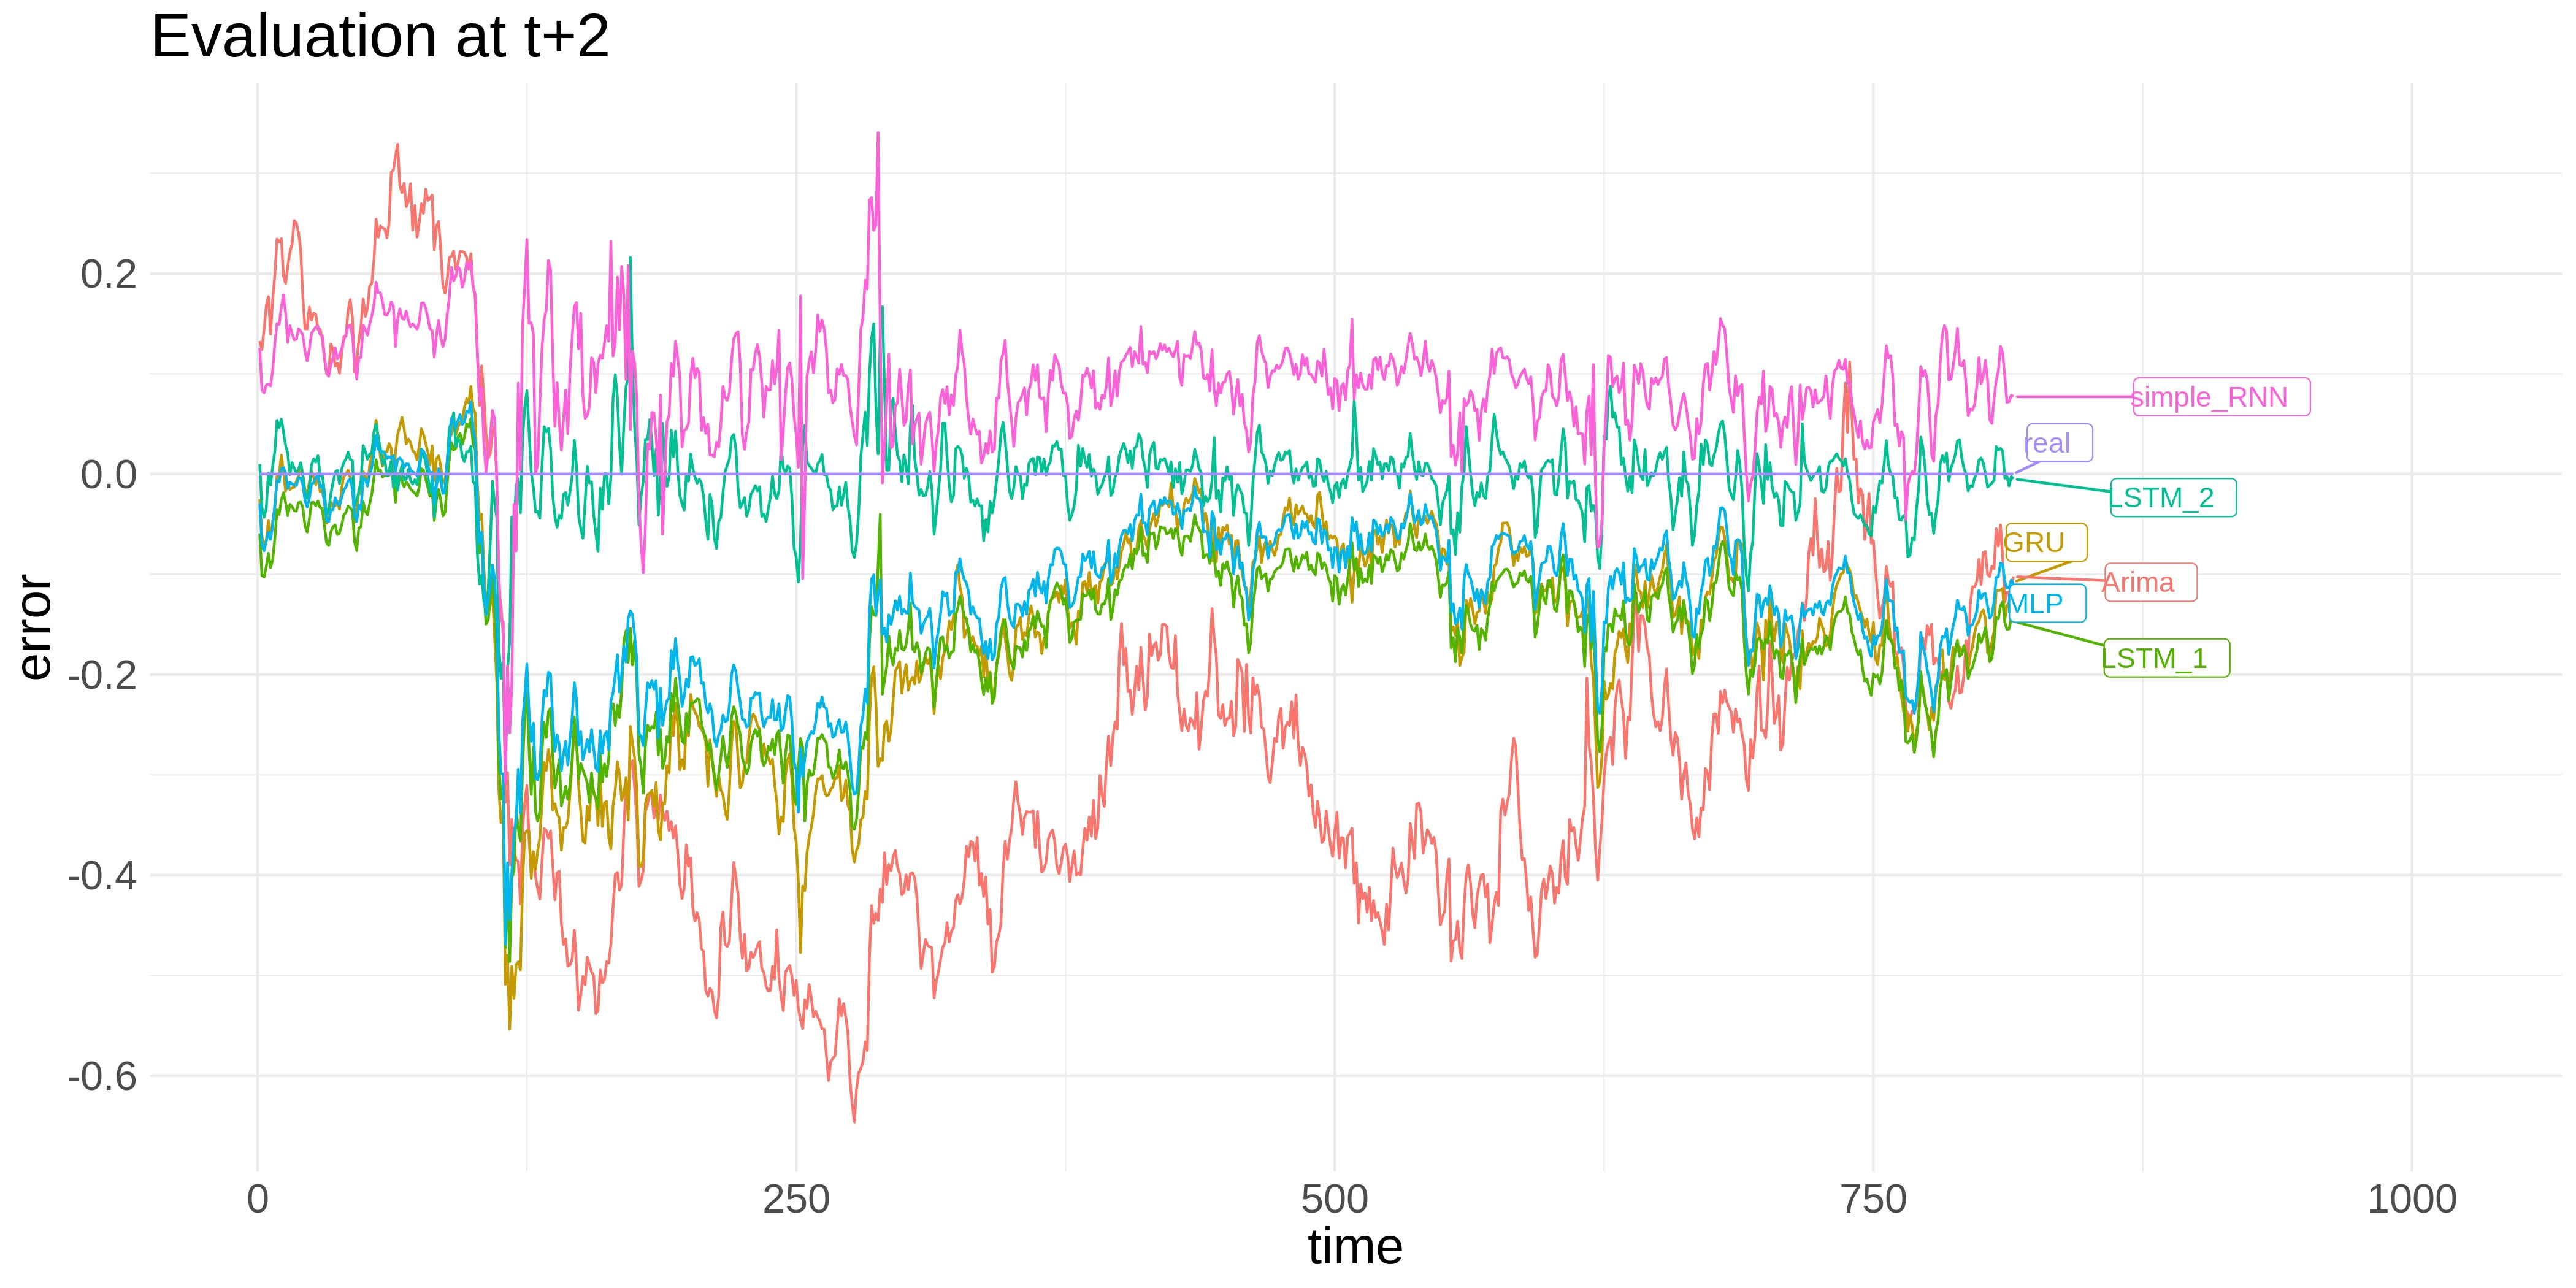 Evaluation at t+2
error
0.2
0.0
-0.2
-0.4
-0.6
simple_RNN
real
LSTM_2
GRU
Arima
MLP
LSTM_1
0
250
500
750
1000
time